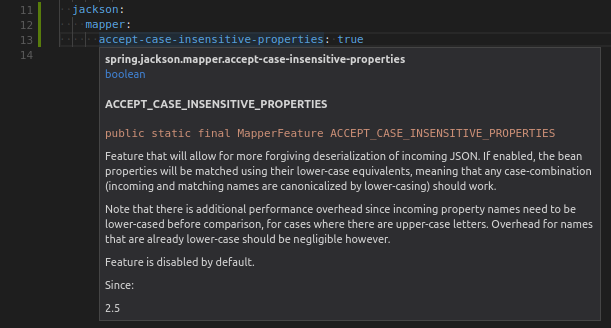 11 jackson:
12 mapper:
13 accept-case-insensitive-properties: true
14
spring.jackson.mapper.accept-case-insensitive-properties
boolean
ACCEPT_CASE_INSENSITIVE_PROPERTIES
public static final MapperFeature ACCEPT_CASE_INSENSITIVE_PROPERTIES
Feature that will allow for more forgiving deserialization of incoming JSON. If enabled, the bean
properties will be matched using their lower-case equivalents, meaning that any case-combination
(incoming and matching names are canonicalized by lower-casing) should work.
Note that there is additional performance overhead since incoming property names need to be
lower-cased before comparison, for cases where there are upper-case letters. Overhead for names
that are already lower-case should be negligible however.
Feature is disabled by default.
Since:
2.5